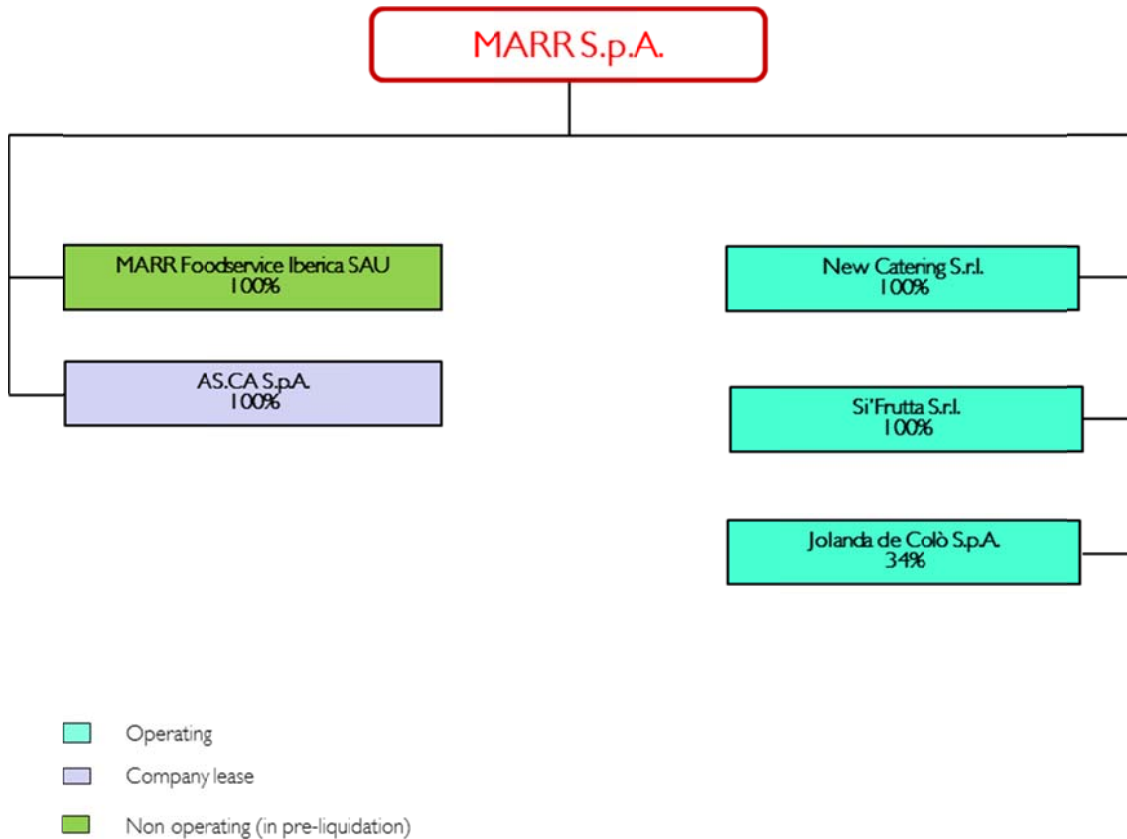 MARR S.p.A.
MARR Foodservice Iberica SAU
100%
New Catering S.r.l.
100%
AS.CA S.p.A.
100%
Si'Frutta S.r.l.
100%
Jolanda de Colò S.p.A.
34%
Operating
Company lease
Non operating (in pre-liquidation)